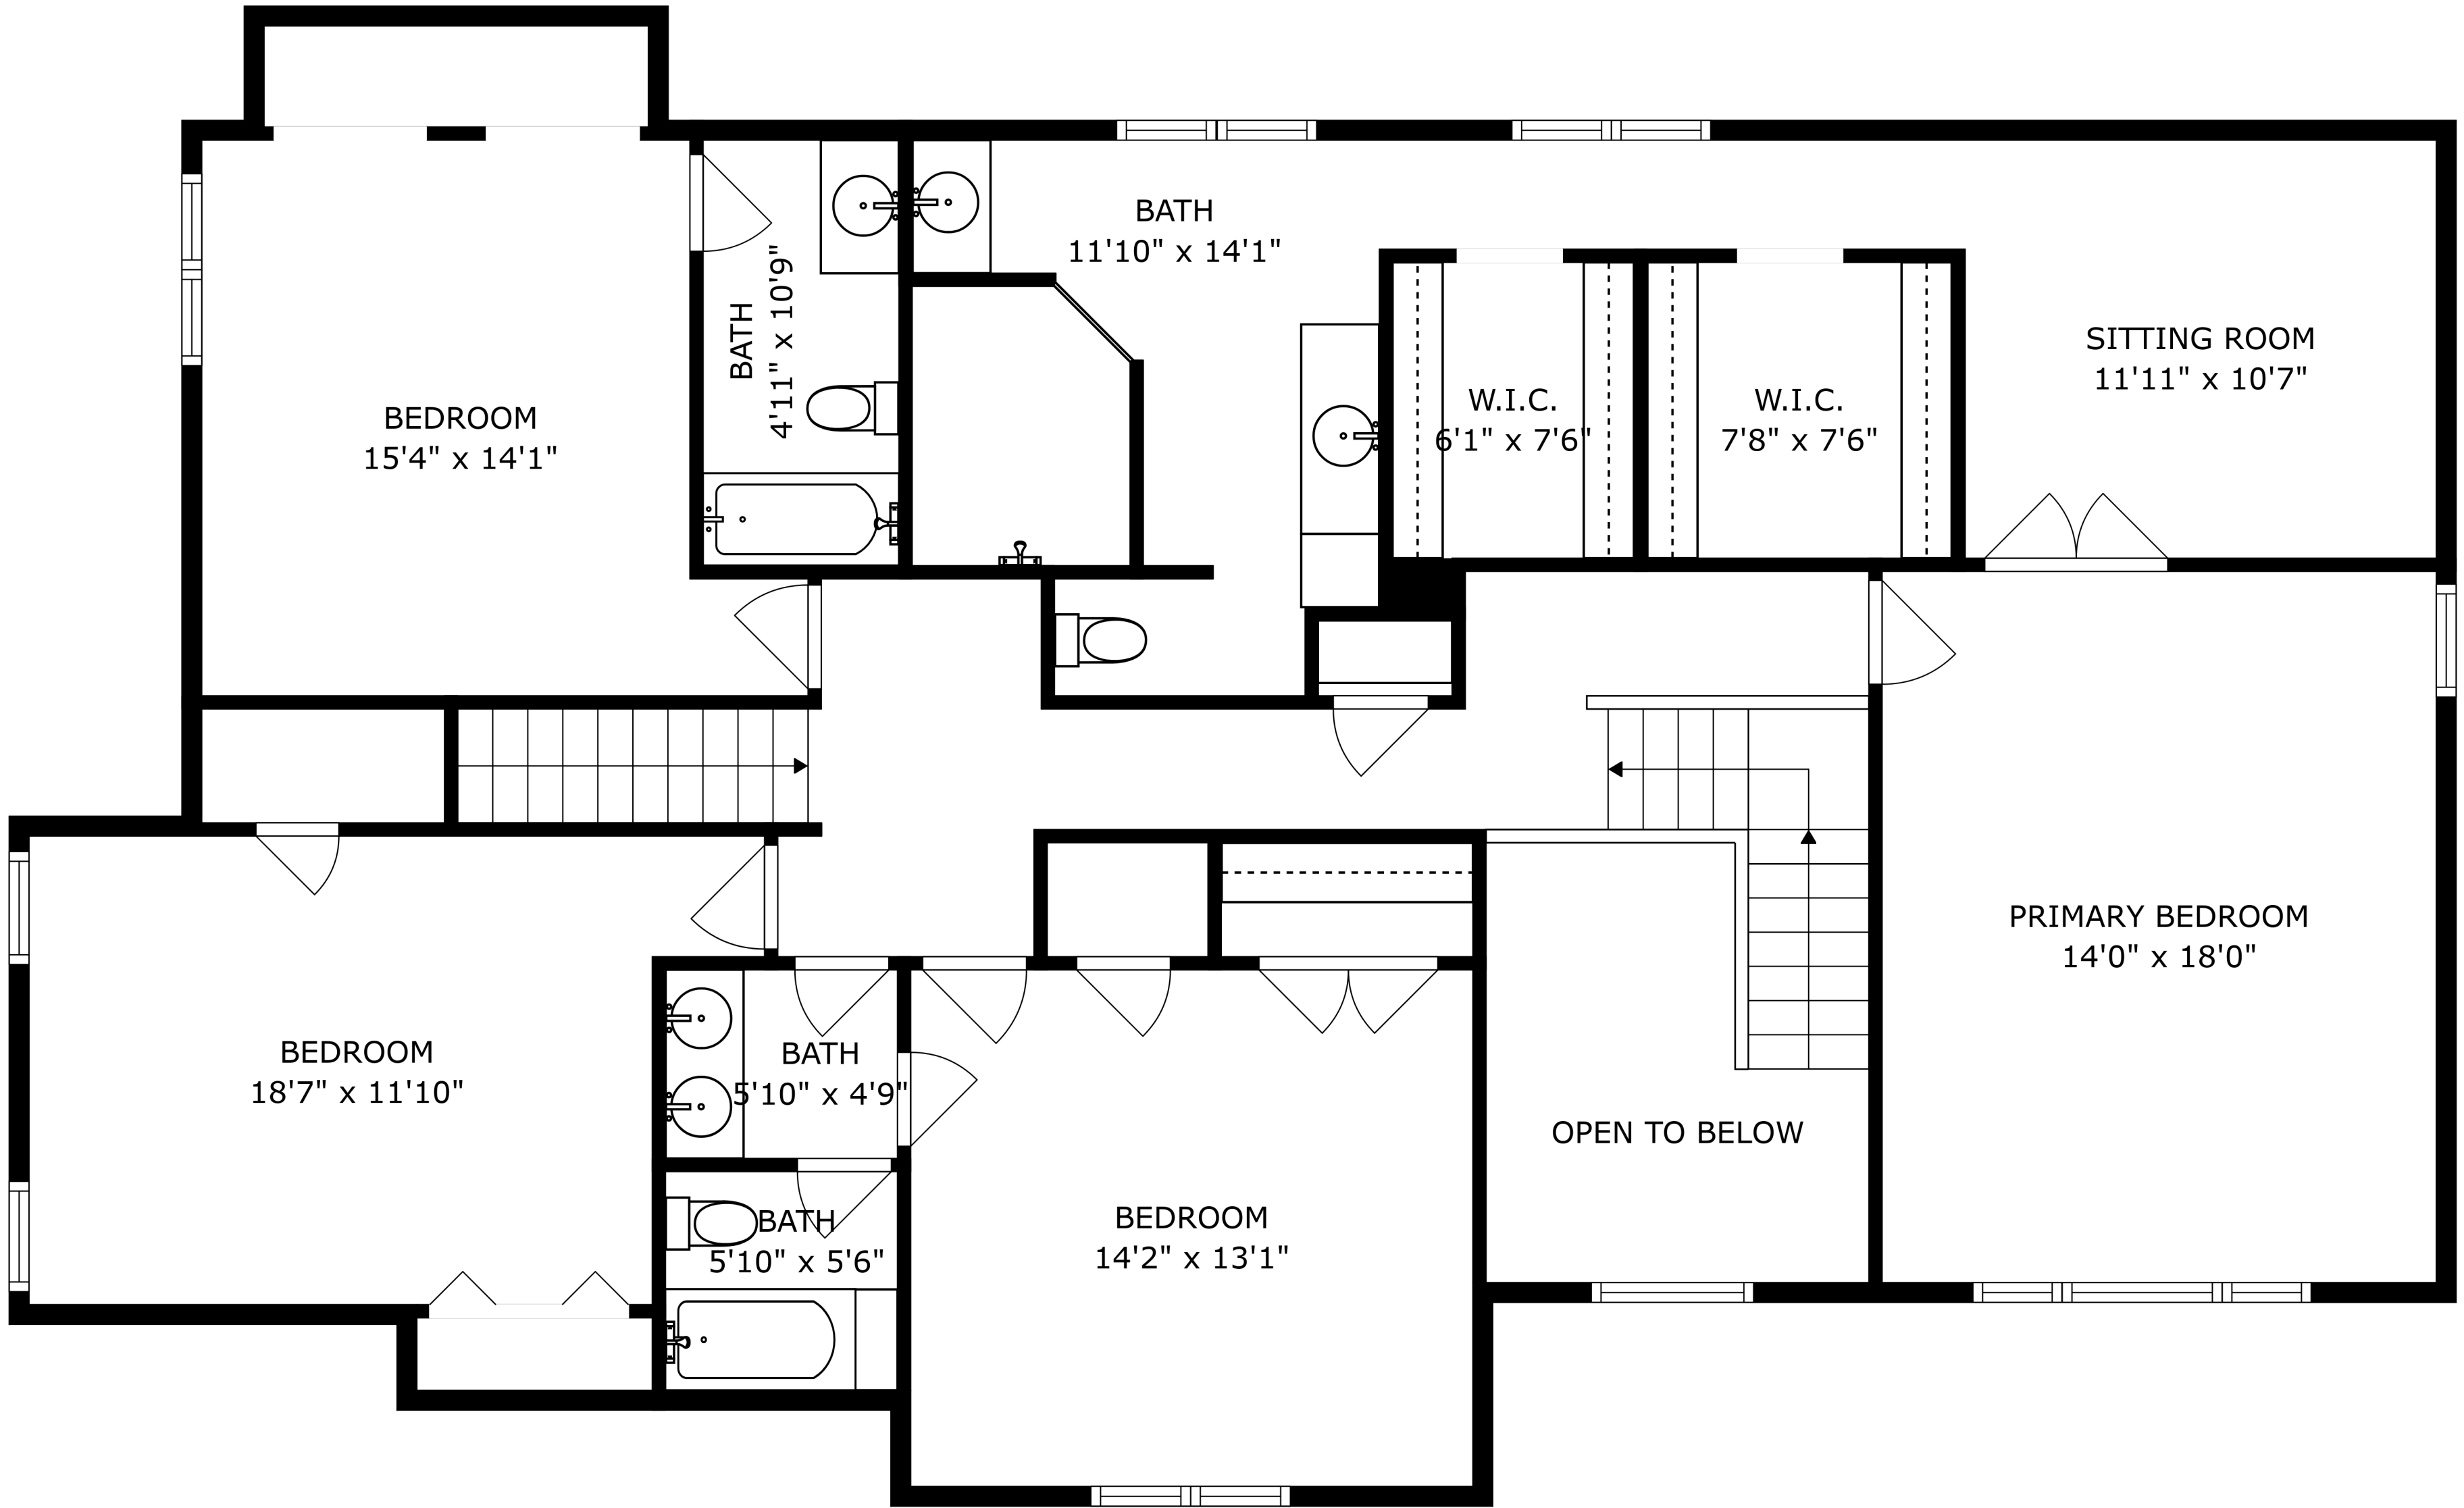 BATH
11'10" x 14'1"
BATH
4'11" x 10'9"
SITTING ROOM
11'11" x 10'7"
W.I.C.
6'1" x 7'6"
W.I.C.
7'8" x 7'6"
BEDROOM
15'4" x 14'1"
PRIMARY BEDROOM
14'0" x 18'0"
BEDROOM
18'7" x 11'10"
BATH
5'10" x 4'9"
OPEN TO BELOW
BATH
5'10" x 5'6"
BEDROOM
14'2" x 13'1"